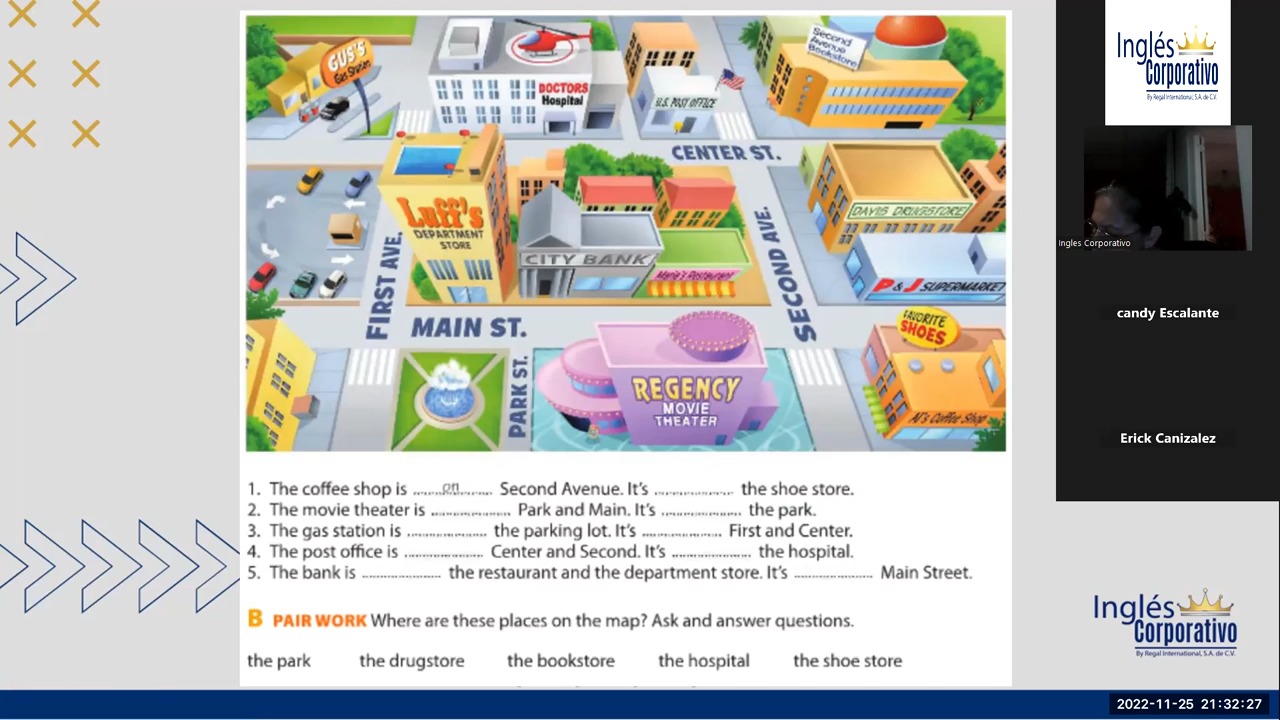 GUS'S
Gas Station
DOCTORS
Hospital
U.S. POST OFFICE
Second
Avenue
Bookstore
CENTER ST.
Luff's
DEPARTMENT
STORE
CITY BANK
Maria's Restaurant
DAVIS DRUGSTORE
P & J SUPERMARKET
FIRST AVE.
SECOND AVE.
MAIN ST.
PARK ST.
REGENCY
MOVIE
THEATER
FAVORITE
SHOES
Al's Coffee Shop
1. The coffee shop is ......on...... Second Avenue. It's .................. the shoe store.
2. The movie theater is .................. Park and Main. It's .................. the park.
3. The gas station is .................. the parking lot. It's .................. First and Center.
4. The post office is .................. Center and Second. It's .................. the hospital.
5. The bank is .................. the restaurant and the department store. It's .................. Main Street.
B PAIR WORK Where are these places on the map? Ask and answer questions.
the park the drugstore the bookstore the hospital the shoe store
Inglés
Corporativo
By Regal International, S.A. de C.V.
Ingles Corporativo
candy Escalante
Erick Canizalez
Inglés
Corporativo
By Regal International, S.A. de C.V.
2022-11-25 21:32:27